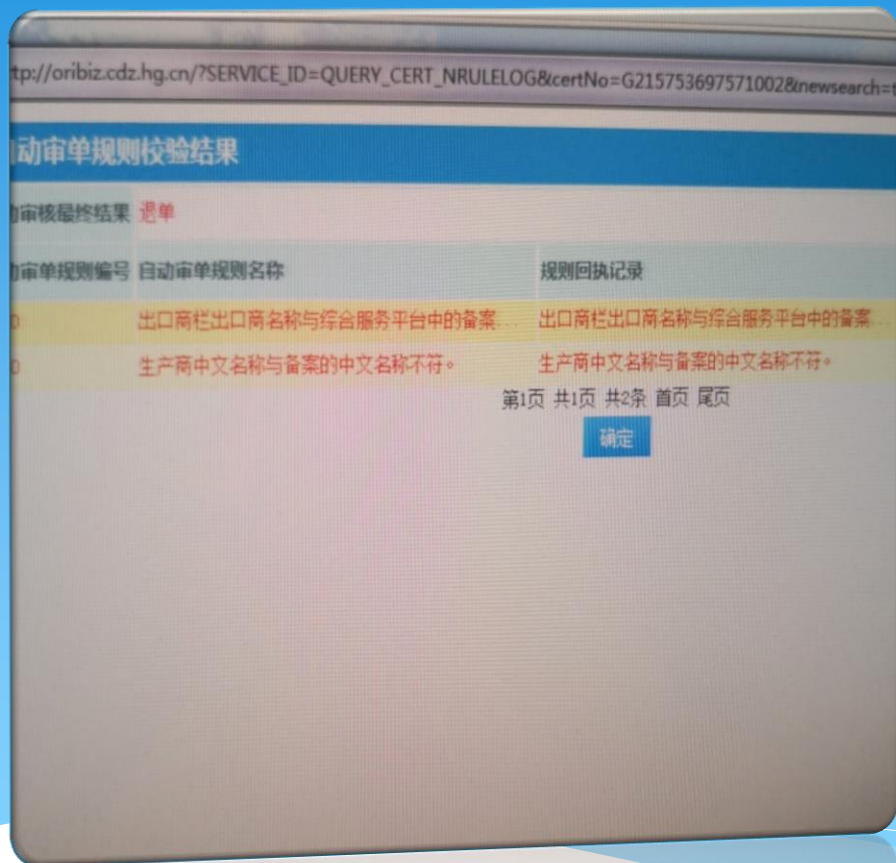 tp://oribiz.cdz.hg.cn/?SERVICE_ID=QUERY_CERT_NRULELOG&certNo=G215753697571002&newsearch=t
动审单规则校验结果
审核最终结果 退单
审单规则编号 自动审单规则名称 规则回执记录
出口商栏出口商名称与综合服务平台中的备案... 出口商栏出口商名称与综合服务平台中的备案...
生产商中文名称与备案的中文名称不符。 生产商中文名称与备案的中文名称不符。
第1页 共1页 共2条 首页 尾页
确定